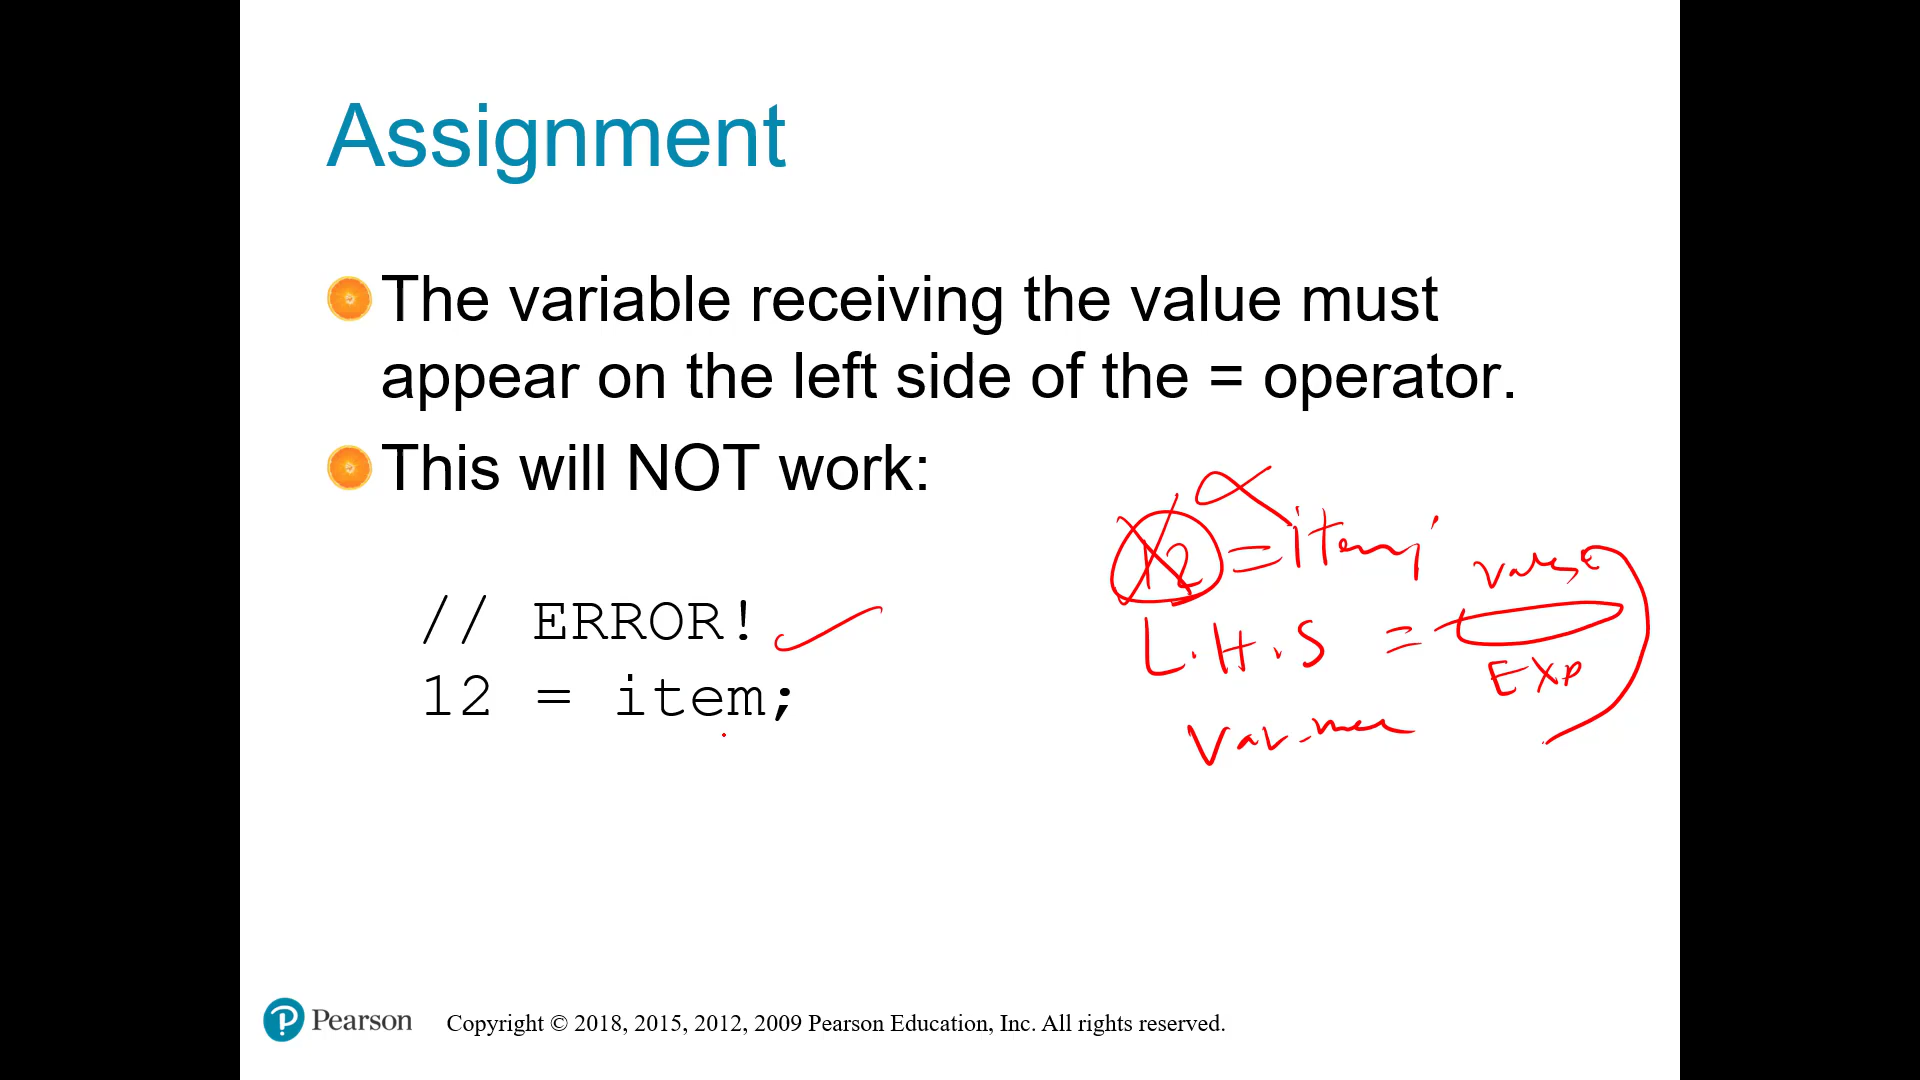 Assignment
The variable receiving the value must
appear on the left side of the = operator.
This will NOT work:
// ERROR!
12 = item;
12 = item;
value
L.H.S =
Exp
Pearson
Copyright © 2018, 2015, 2012, 2009 Pearson Education, Inc. All rights reserved.